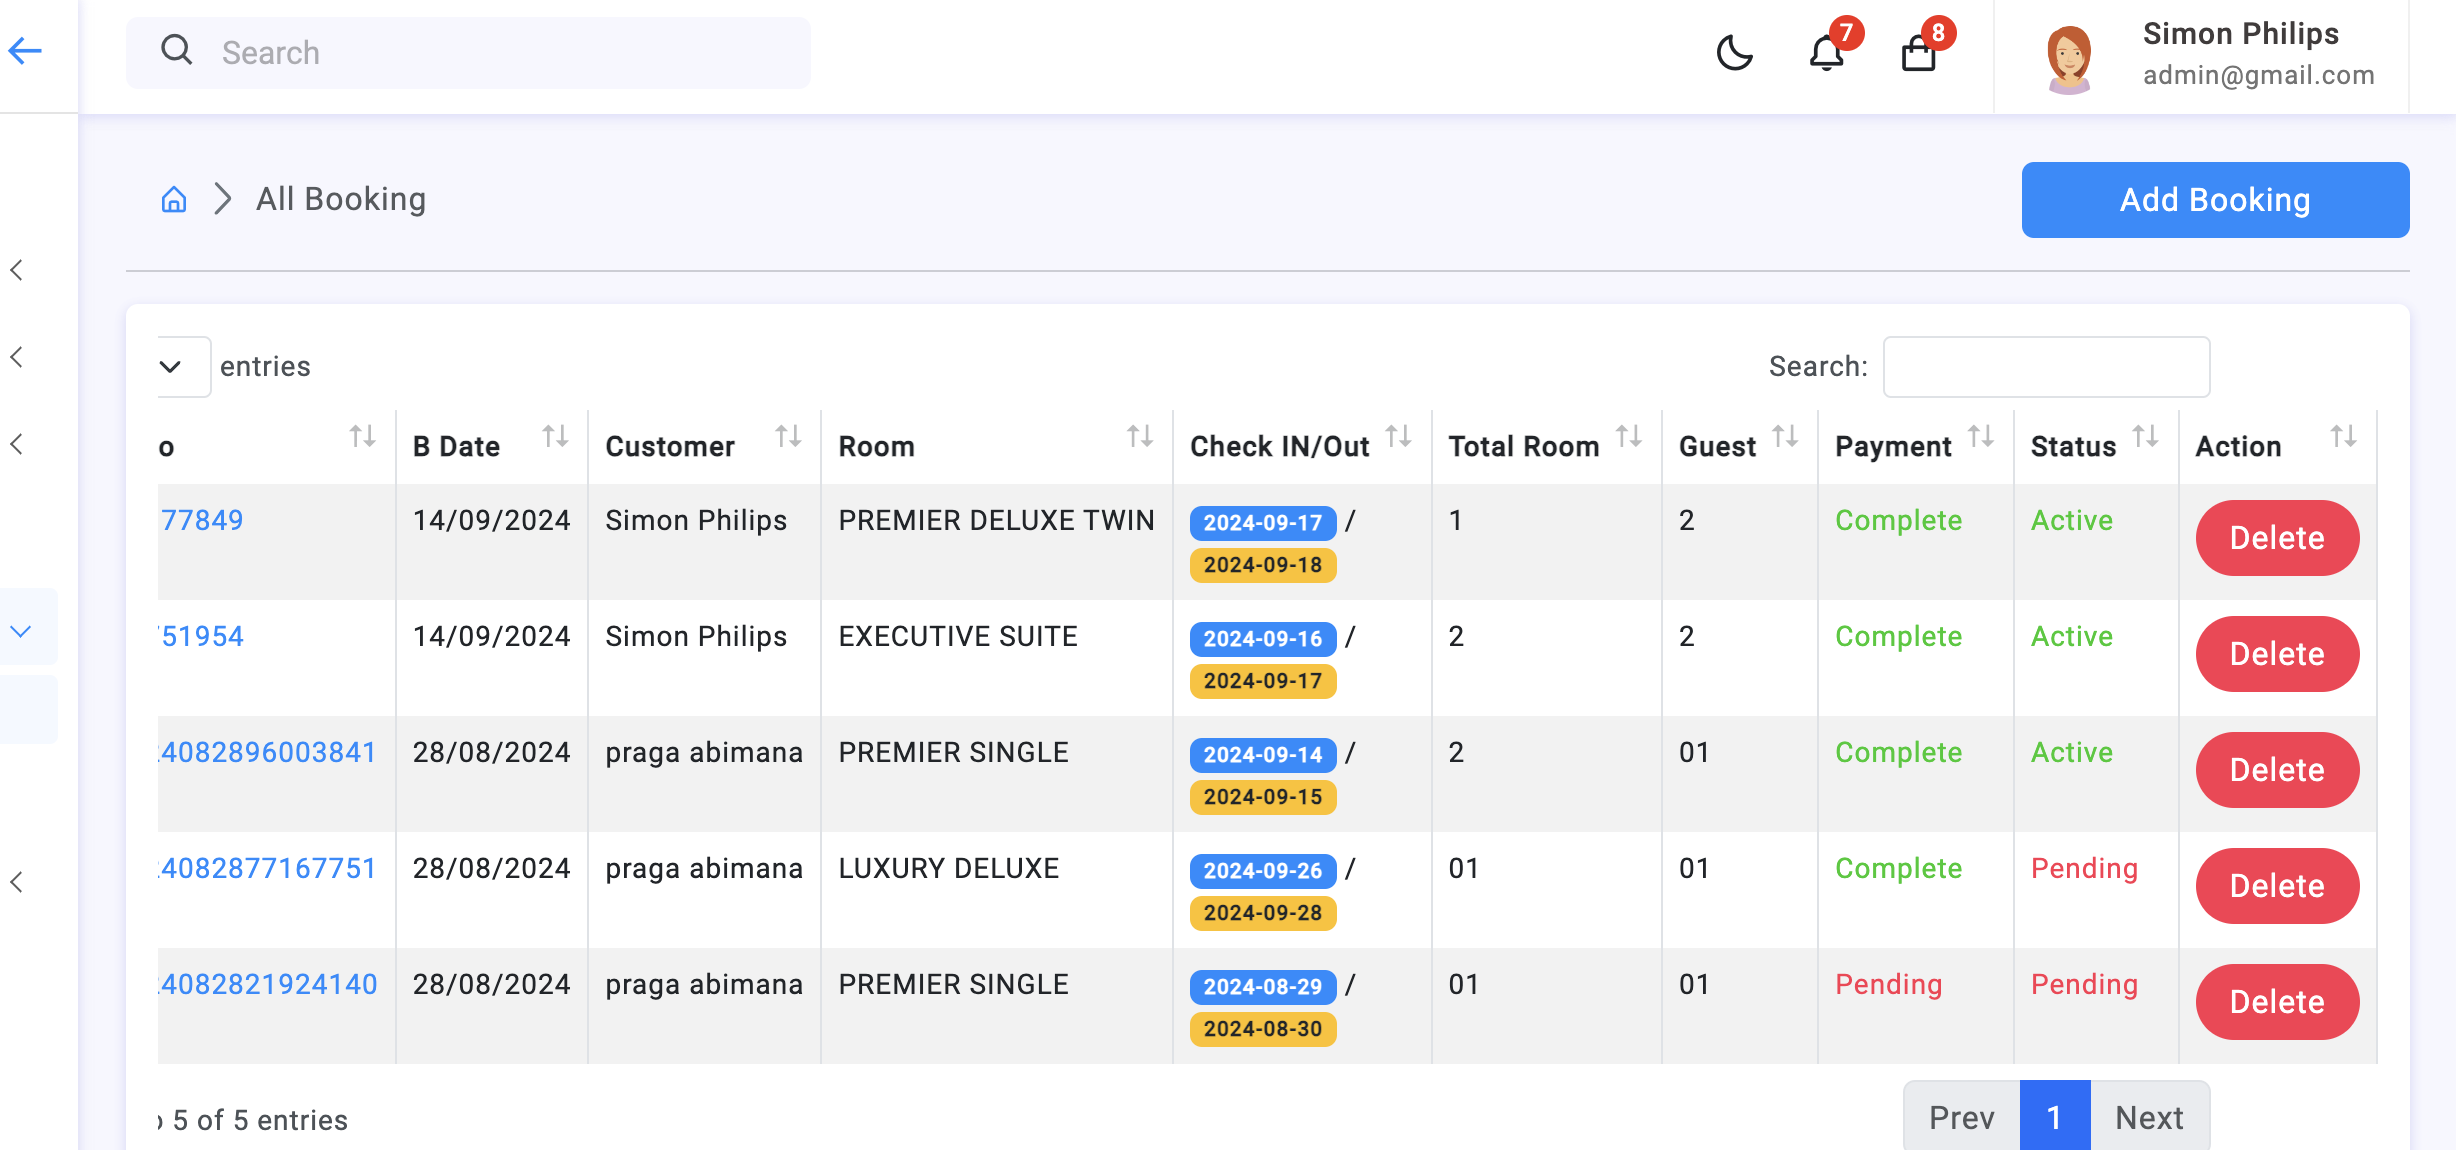 Search
7
8
Simon Philips
admin@gmail.com
All Booking
Add Booking
entries
Search:
o B Date Customer Room Check IN/Out Total Room Guest Payment Status Action
77849 14/09/2024 Simon Philips PREMIER DELUXE TWIN 2024-09-17 / 1 2 Complete Active Delete
2024-09-18
751954 14/09/2024 Simon Philips EXECUTIVE SUITE 2024-09-16 / 2 2 Complete Active Delete
2024-09-17
24082896003841 28/08/2024 praga abimana PREMIER SINGLE 2024-09-14 / 2 01 Complete Active Delete
2024-09-15
24082877167751 28/08/2024 praga abimana LUXURY DELUXE 2024-09-26 / 01 01 Complete Pending Delete
2024-09-28
24082821924140 28/08/2024 praga abimana PREMIER SINGLE 2024-08-29 / 01 01 Pending Pending Delete
2024-08-30
o 5 of 5 entries
Prev 1 Next